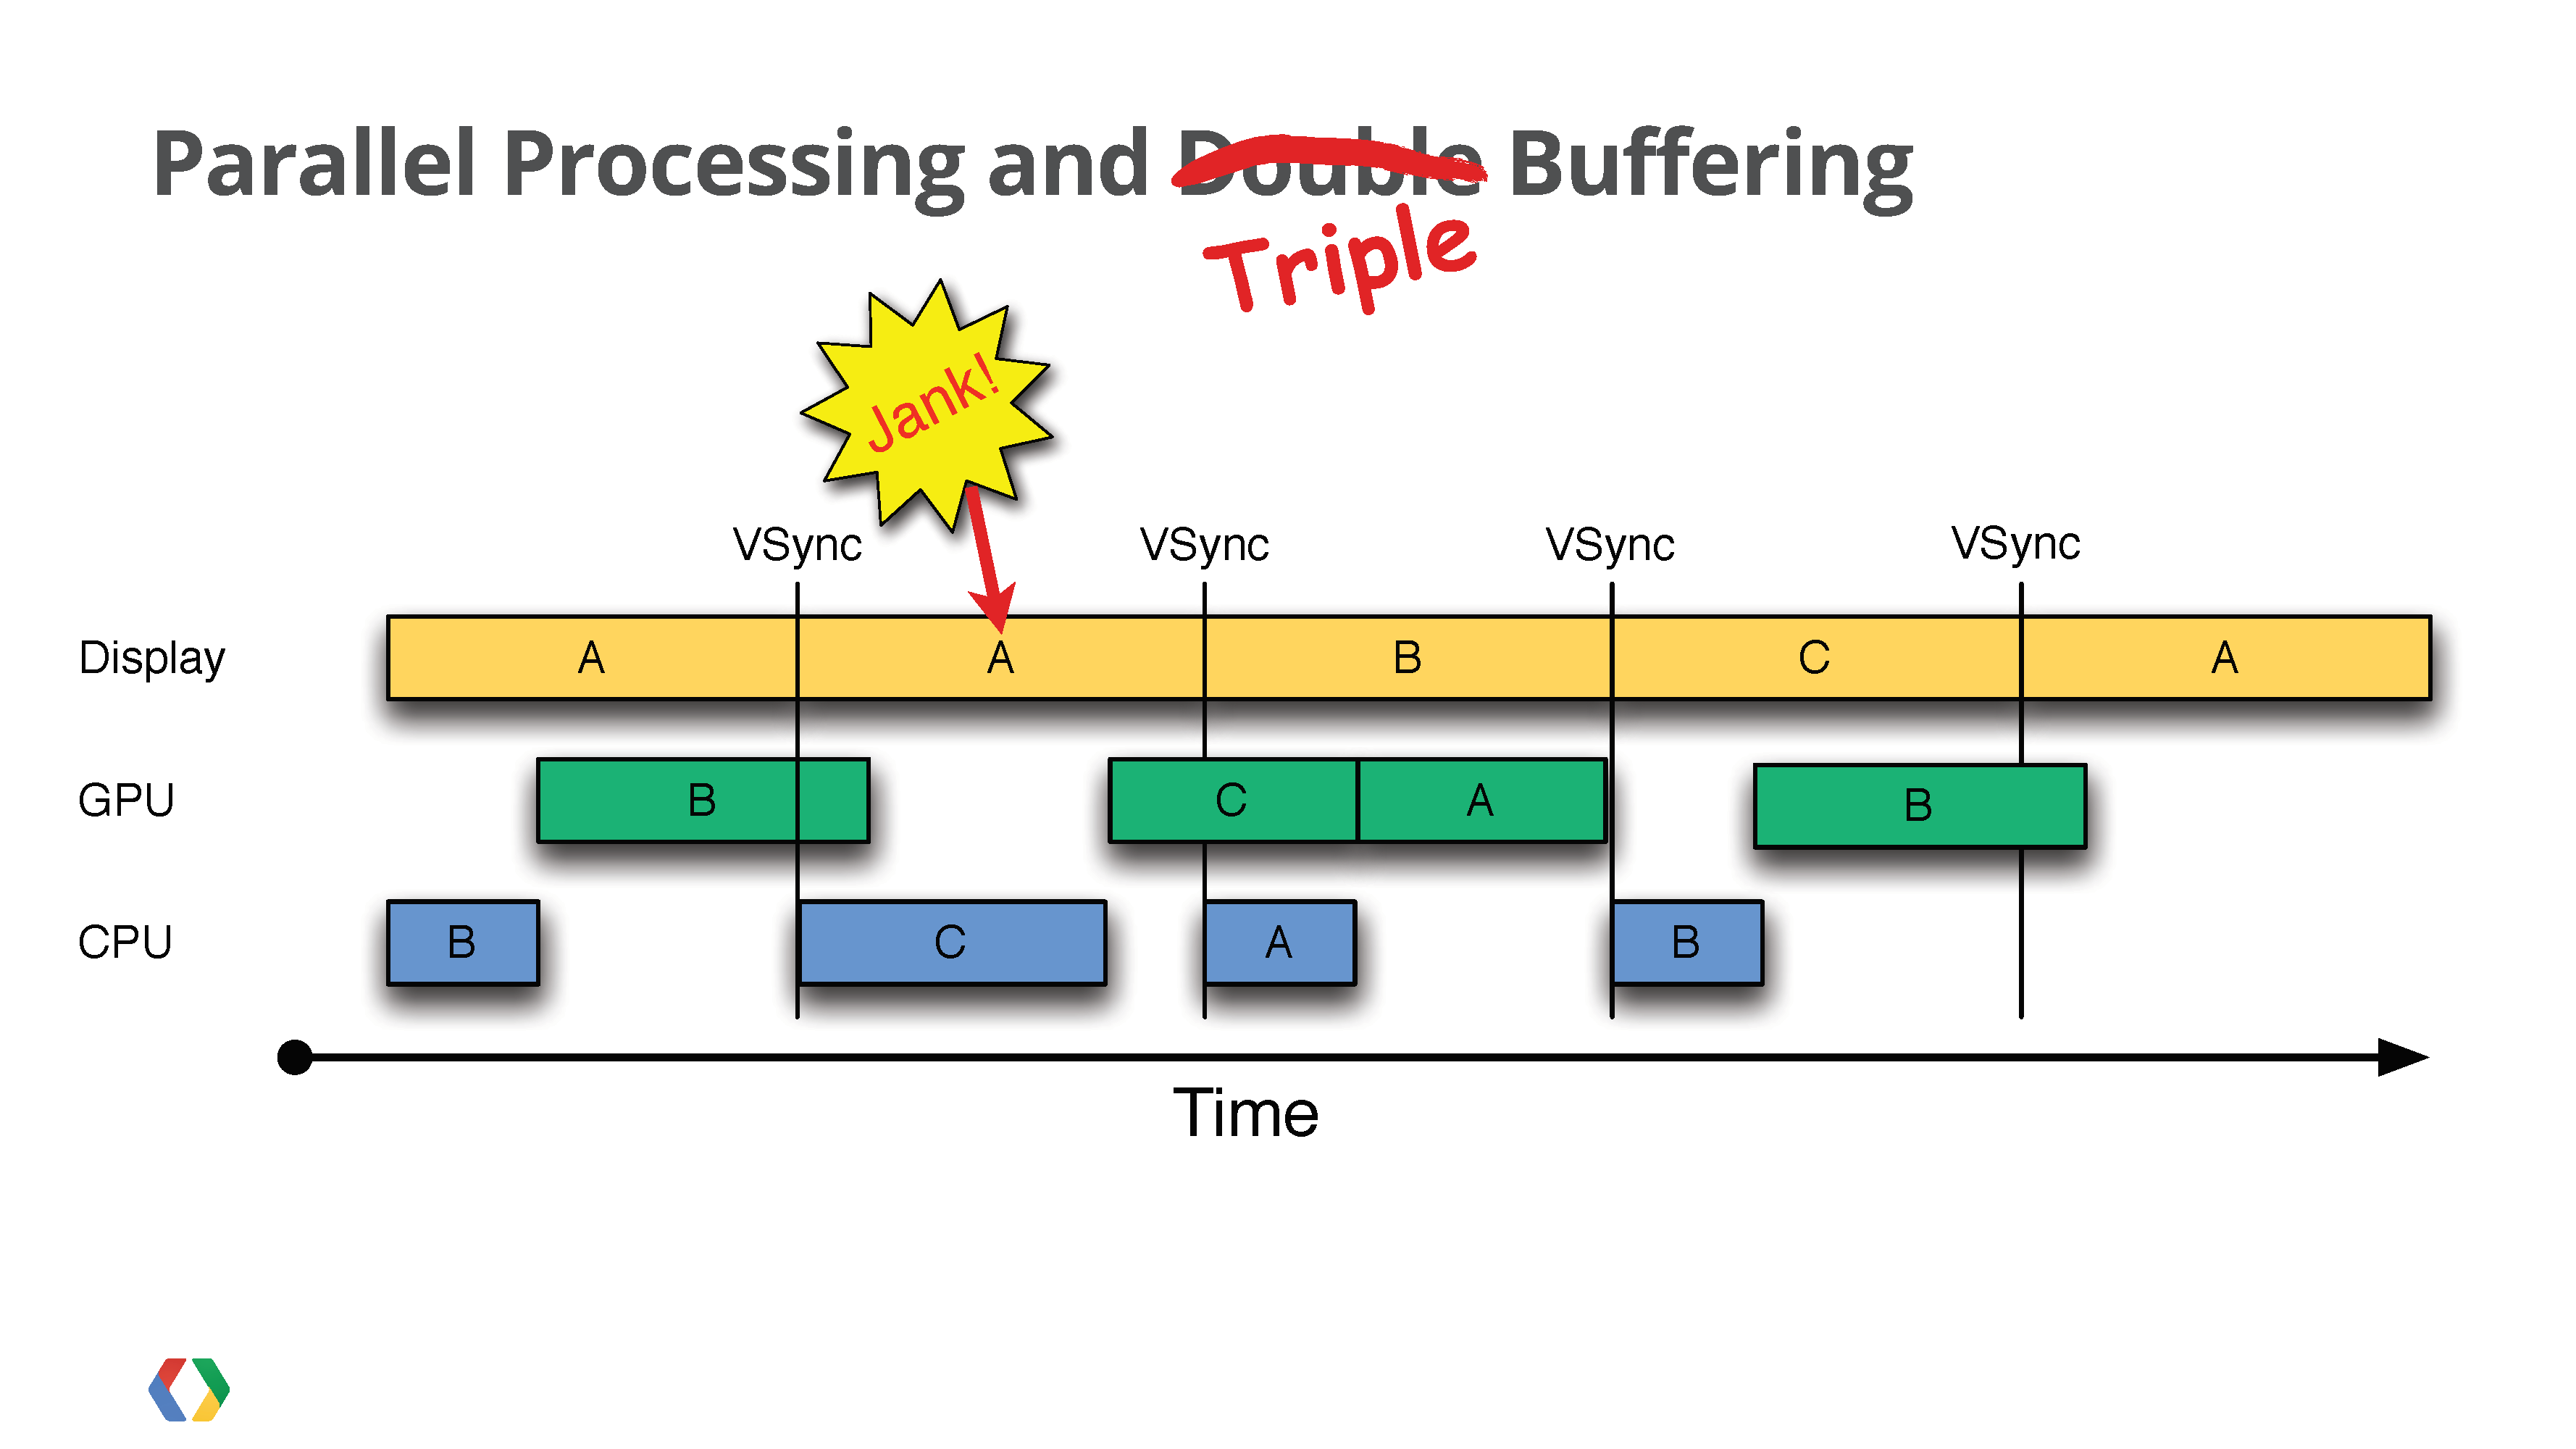 Parallel Processing and Double Buffering
Triple
Jank!
VSync VSync VSync VSync
Display A A B C A
GPU B C A B
CPU B C A B
Time